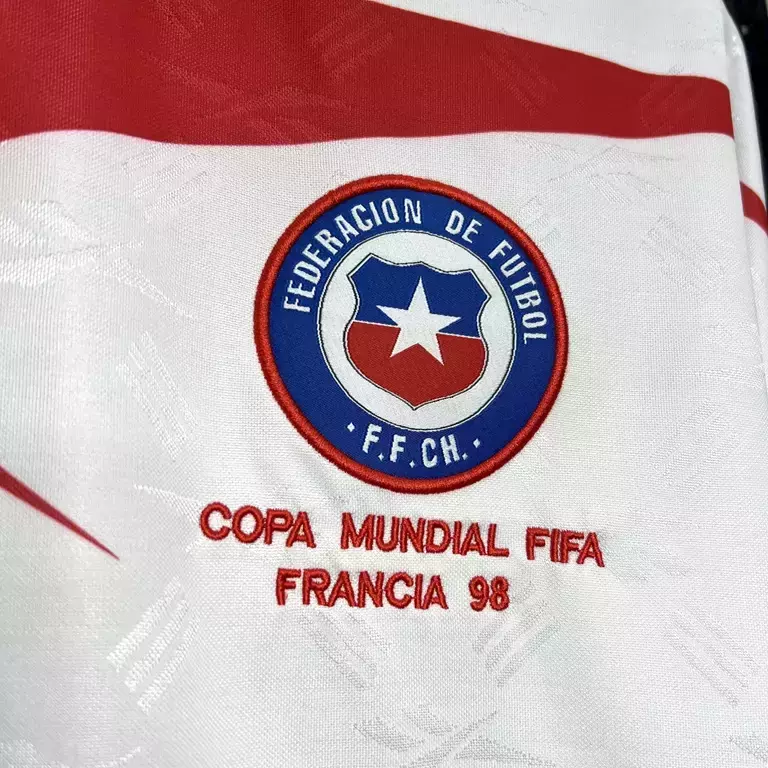 FEDERACION DE FUTBOL
· F.F.CH. ·
COPA MUNDIAL FIFA
FRANCIA 98